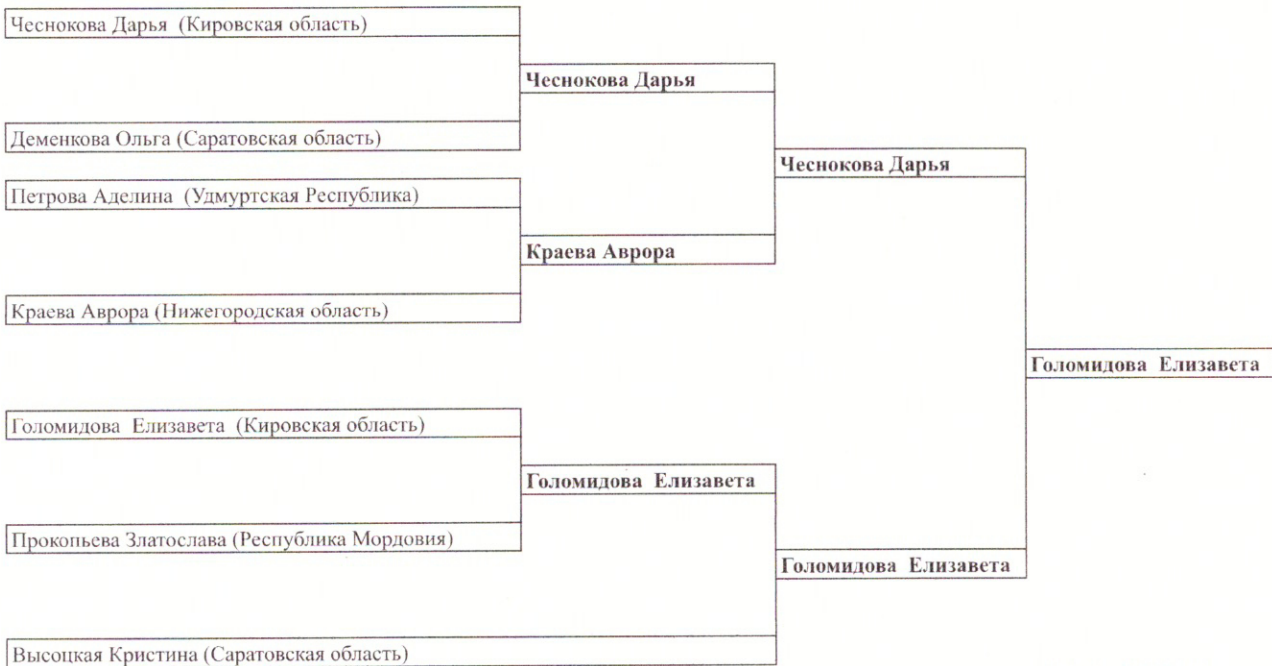 Чеснокова Дарья (Кировская область)
Чеснокова Дарья
Деменкова Ольга (Саратовская область)
Чеснокова Дарья
Петрова Аделина (Удмуртская Республика)
Краева Аврора
Краева Аврора (Нижегородская область)
Голомидова Елизавета
Голомидова Елизавета (Кировская область)
Голомидова Елизавета
Прокопьева Златослава (Республика Мордовия)
Голомидова Елизавета
Высоцкая Кристина (Саратовская область)